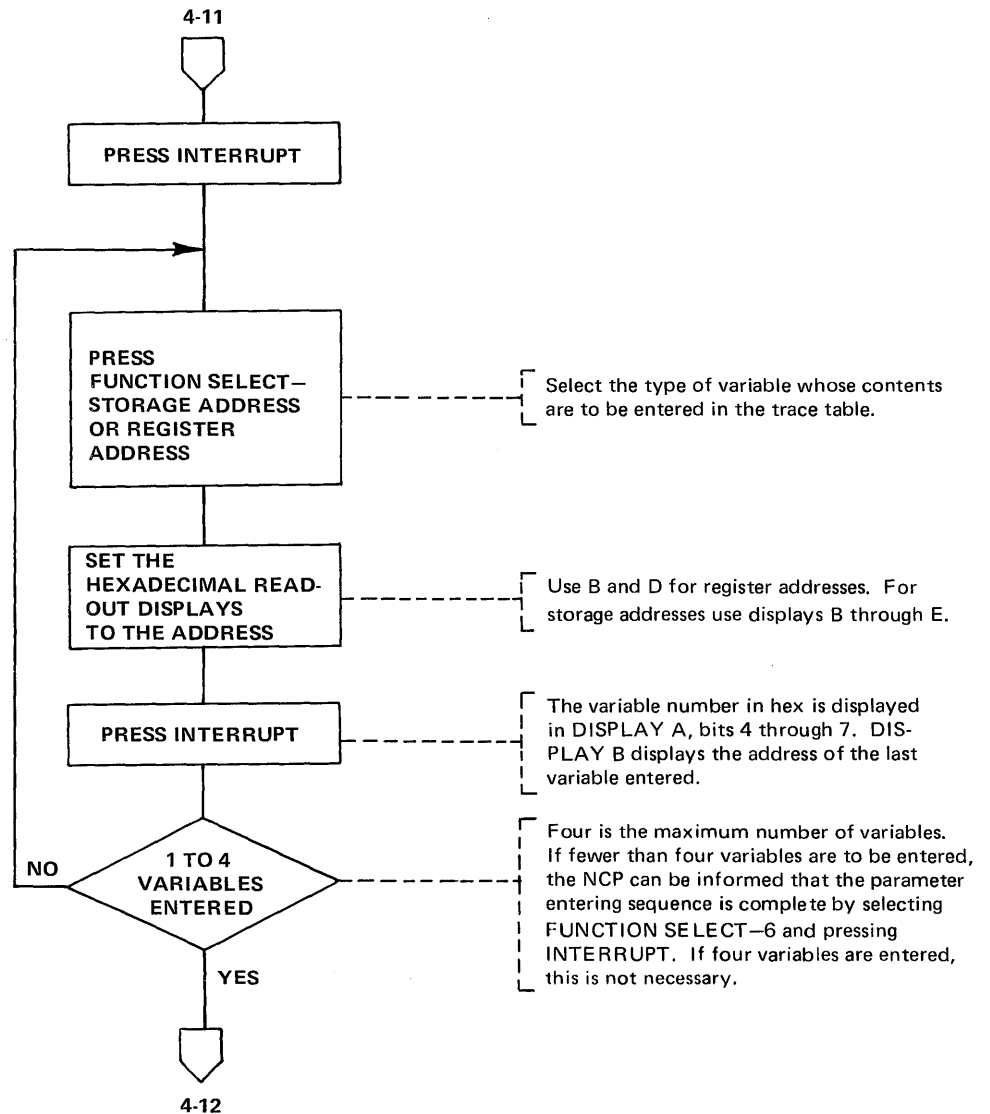 4-11
PRESS INTERRUPT
PRESS
FUNCTION SELECT—
STORAGE ADDRESS
OR REGISTER
ADDRESS
Select the type of variable whose contents
are to be entered in the trace table.
SET THE
HEXADECIMAL READ-
OUT DISPLAYS
TO THE ADDRESS
Use B and D for register addresses. For
storage addresses use displays B through E.
PRESS INTERRUPT
The variable number in hex is displayed
in DISPLAY A, bits 4 through 7. DIS-
PLAY B displays the address of the last
variable entered.
NO
1 TO 4
VARIABLES
ENTERED
Four is the maximum number of variables.
If fewer than four variables are to be entered,
the NCP can be informed that the parameter
entering sequence is complete by selecting
FUNCTION SELECT—6 and pressing
INTERRUPT. If four variables are entered,
this is not necessary.
YES
4-12